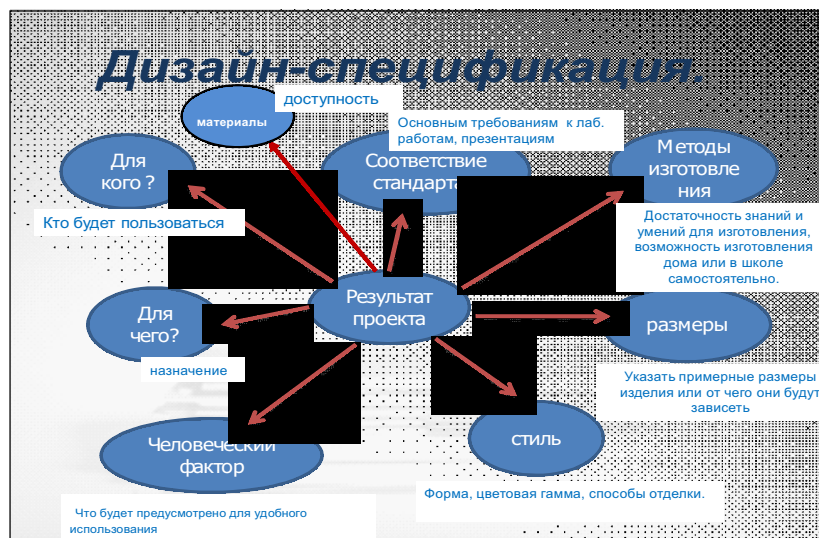 Дизайн-спецификация.
материалы
доступность
Основным требованиям к лаб.
работам, презентациям
Для
кого ?
Соответствие
стандарта
Методы
изготовле
ния
Кто будет пользоваться
Достаточность знаний и
умений для изготовления,
возможность изготовления
дома или в школе
самостоятельно.
Результат
проекта
Для
чего?
размеры
назначение
Указать примерные размеры
изделия или от чего они будут
зависеть
Человеческий
фактор
стиль
Форма, цветовая гамма, способы отделки.
Что будет предусмотрено для удобного
использования